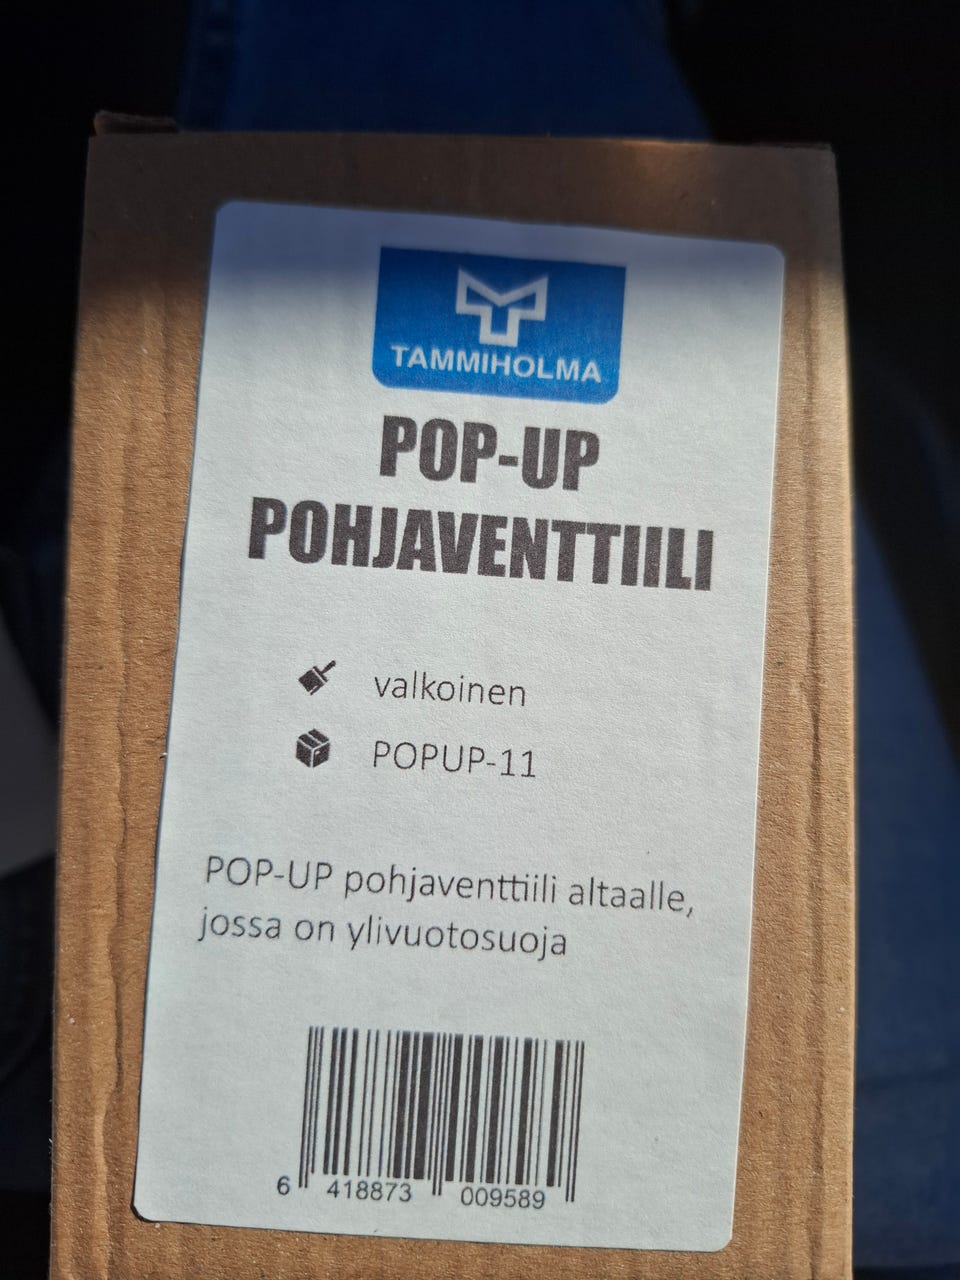 TAMMIHOLMA
POP-UP
POHJAVENTTIILI
valkoinen
POPUP-11
POP-UP pohjaventtiili altaalle,
jossa on ylivuotosuoja
6 418873 009589